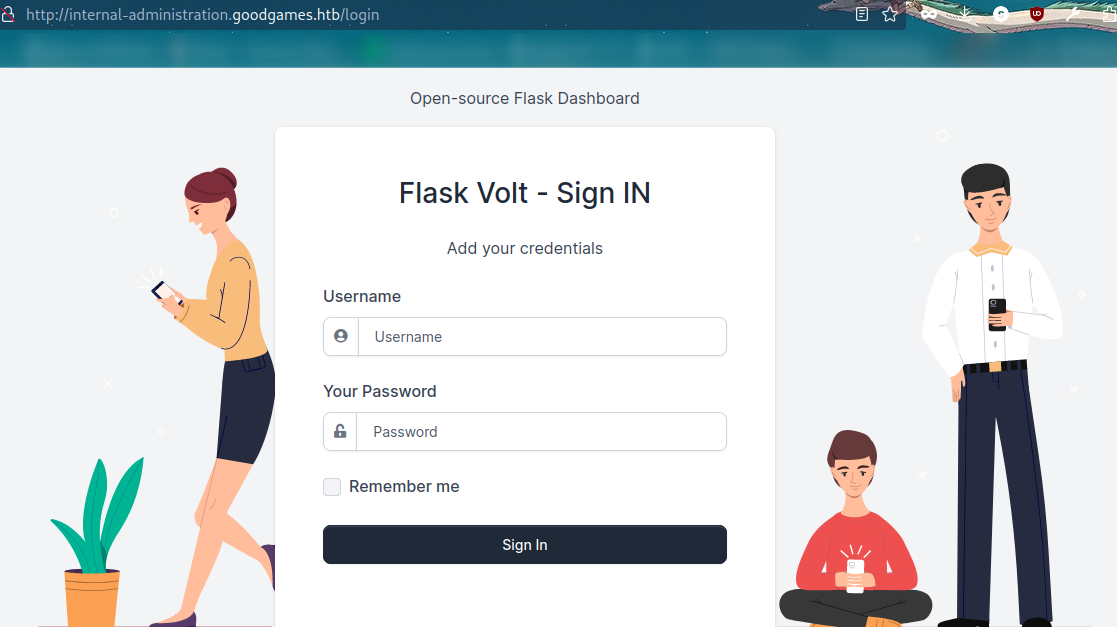 http://internal-administration.goodgames.htb/login
Open-source Flask Dashboard
Flask Volt - Sign IN
Add your credentials
Username
Username
Your Password
Password
Remember me
Sign In